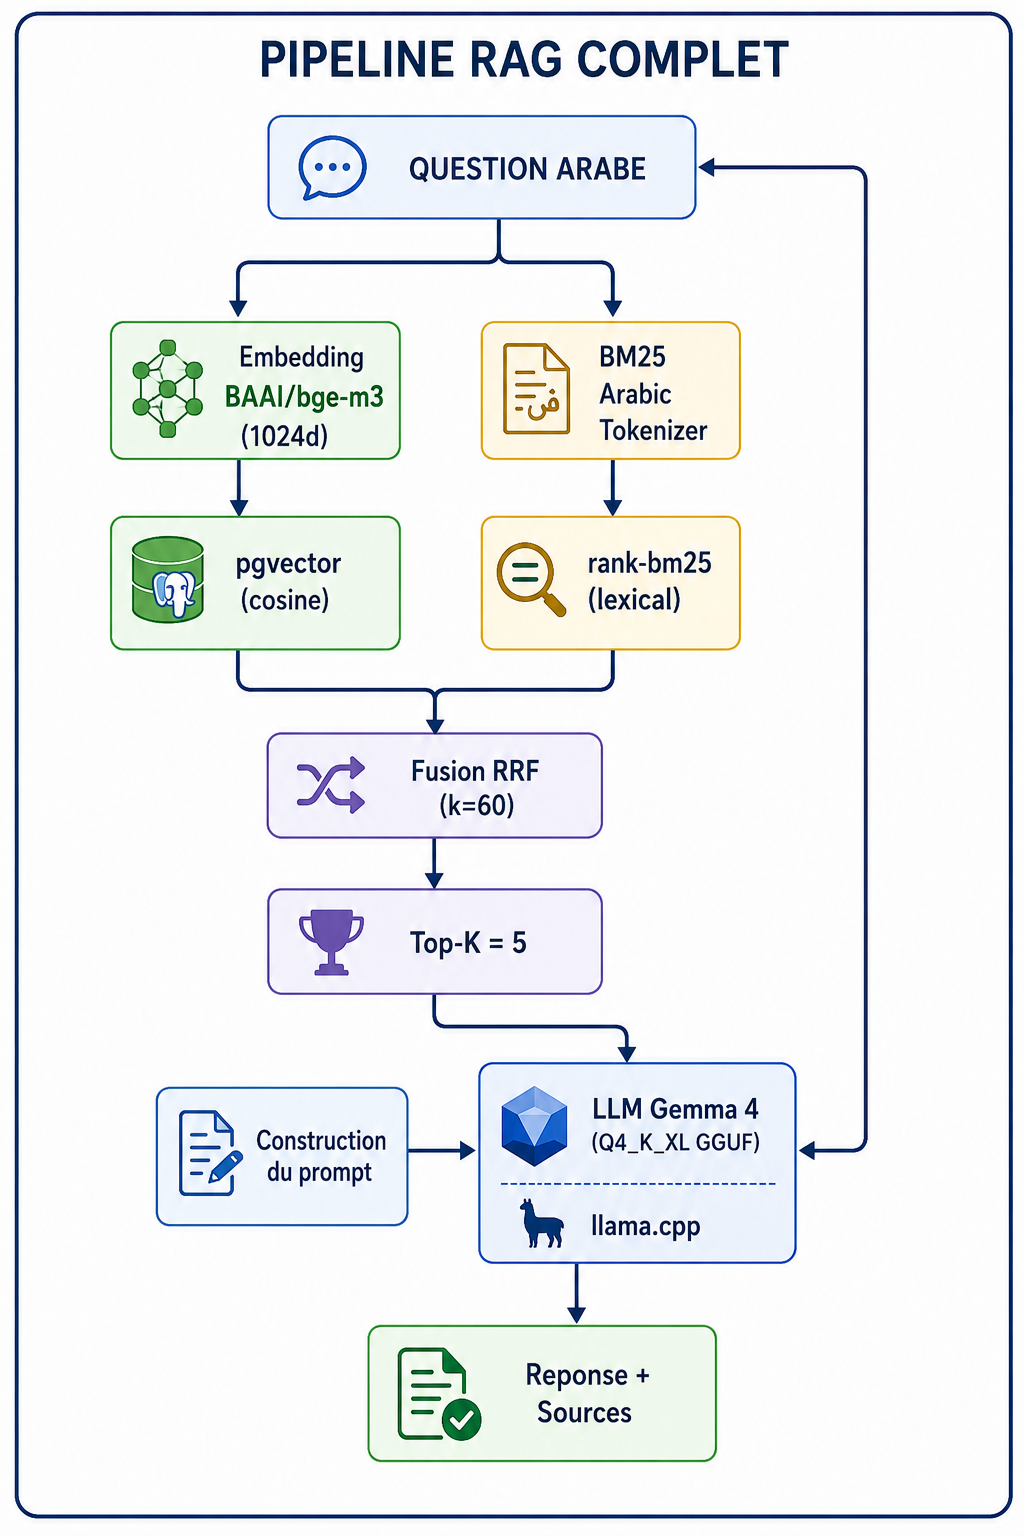 PIPELINE RAG COMPLET
QUESTION ARABE
Embedding
BAAI/bge-m3
(1024d)
BM25
Arabic
Tokenizer
فن
pgvector
(cosine)
rank-bm25
(lexical)
Fusion RRF
(k=60)
Top-K = 5
Construction
du prompt
LLM Gemma 4
(Q4_K_XL GGUF)
llama.cpp
Reponse +
Sources